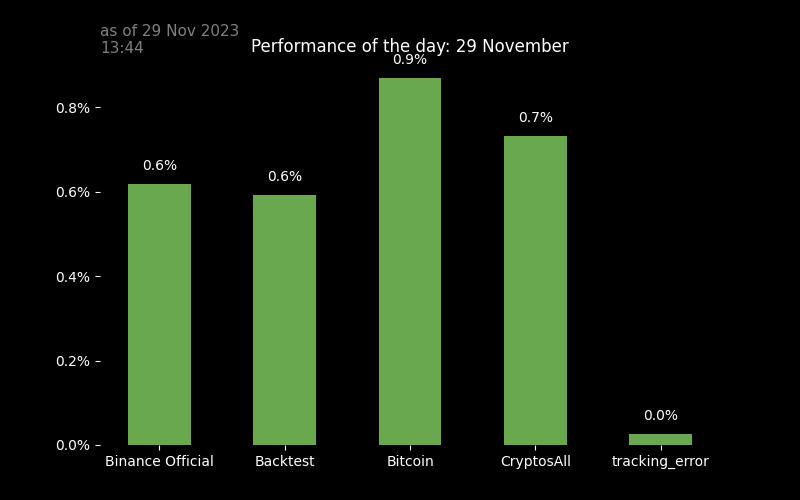 as of 29 Nov 2023
13:44
Performance of the day: 29 November
0.9%
0.8%
0.7%
0.6%
0.6%
0.6%
0.4%
0.2%
0.0%
0.0%
Binance Official
Backtest
Bitcoin
CryptosAll
tracking_error